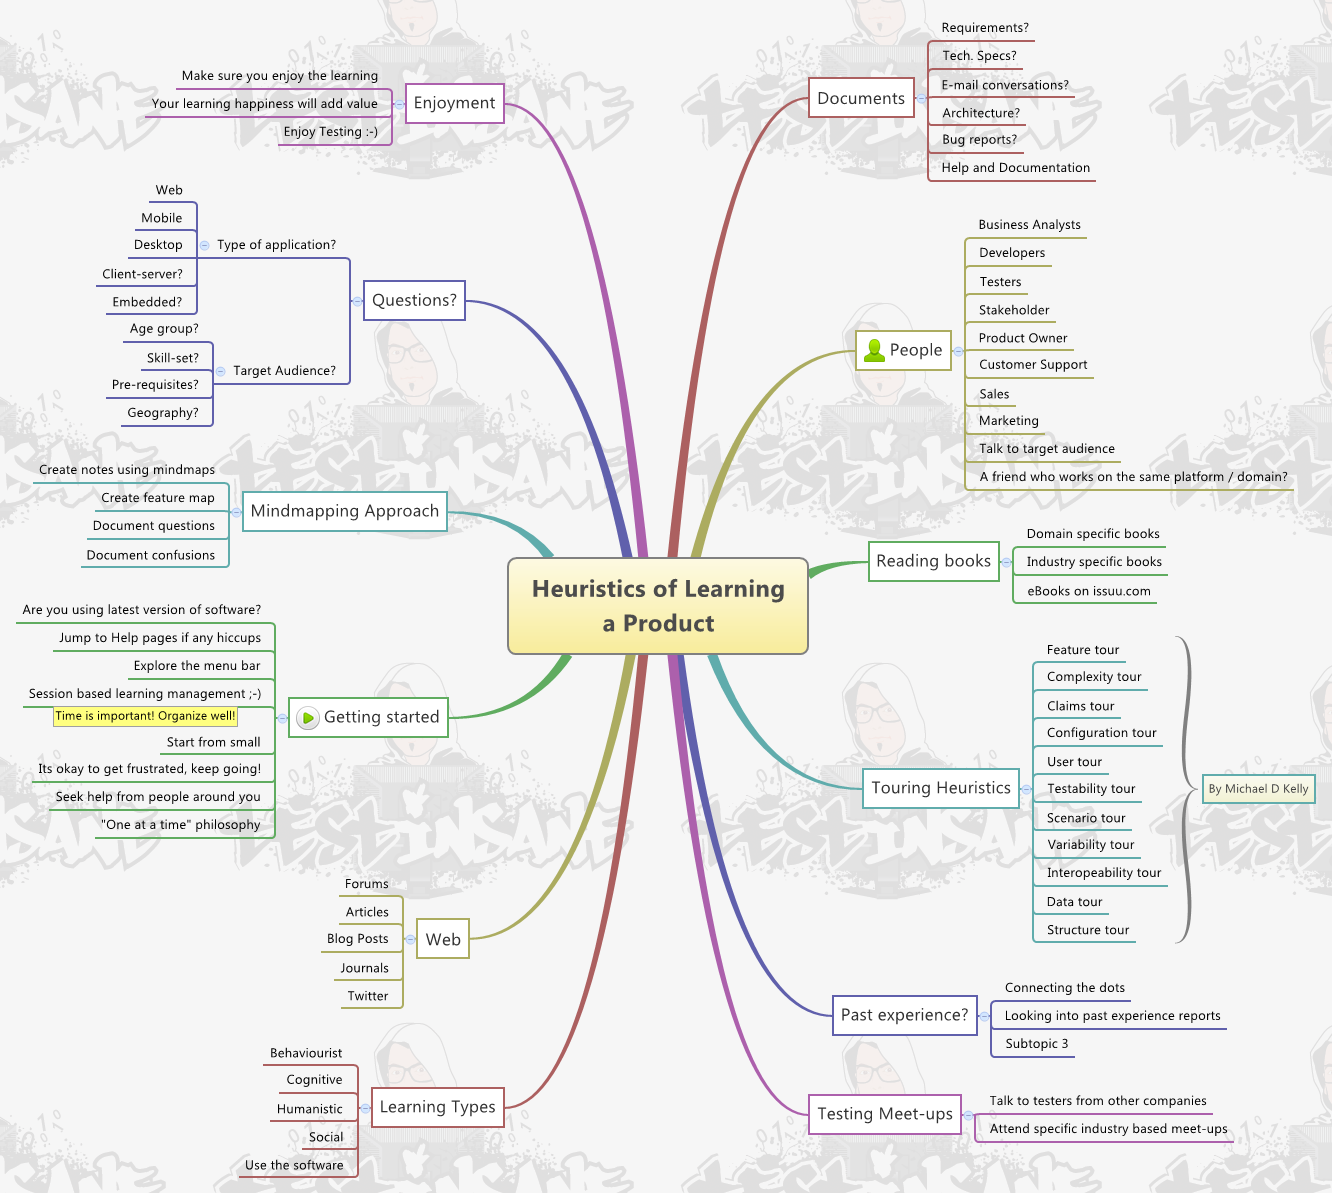 Heuristics of Learning
a Product
Documents
Requirements?
Tech. Specs?
E-mail conversations?
Architecture?
Bug reports?
Help and Documentation
People
Business Analysts
Developers
Testers
Stakeholder
Product Owner
Customer Support
Sales
Marketing
Talk to target audience
A friend who works on the same platform / domain?
Reading books
Domain specific books
Industry specific books
eBooks on issuu.com
Touring Heuristics
Feature tour
Complexity tour
Claims tour
Configuration tour
User tour
Testability tour
Scenario tour
Variability tour
Interopeability tour
Data tour
Structure tour
By Michael D Kelly
Past experience?
Connecting the dots
Looking into past experience reports
Subtopic 3
Testing Meet-ups
Talk to testers from other companies
Attend specific industry based meet-ups
Enjoyment
Make sure you enjoy the learning
Your learning happiness will add value
Enjoy Testing :-)
Questions?
Type of application?
Web
Mobile
Desktop
Client-server?
Embedded?
Target Audience?
Age group?
Skill-set?
Pre-requisites?
Geography?
Mindmapping Approach
Create notes using mindmaps
Create feature map
Document questions
Document confusions
Getting started
Are you using latest version of software?
Jump to Help pages if any hiccups
Explore the menu bar
Session based learning management ;-)
Time is important! Organize well!
Start from small
Its okay to get frustrated, keep going!
Seek help from people around you
"One at a time" philosophy
Web
Forums
Articles
Blog Posts
Journals
Twitter
Learning Types
Behaviourist
Cognitive
Humanistic
Social
Use the software